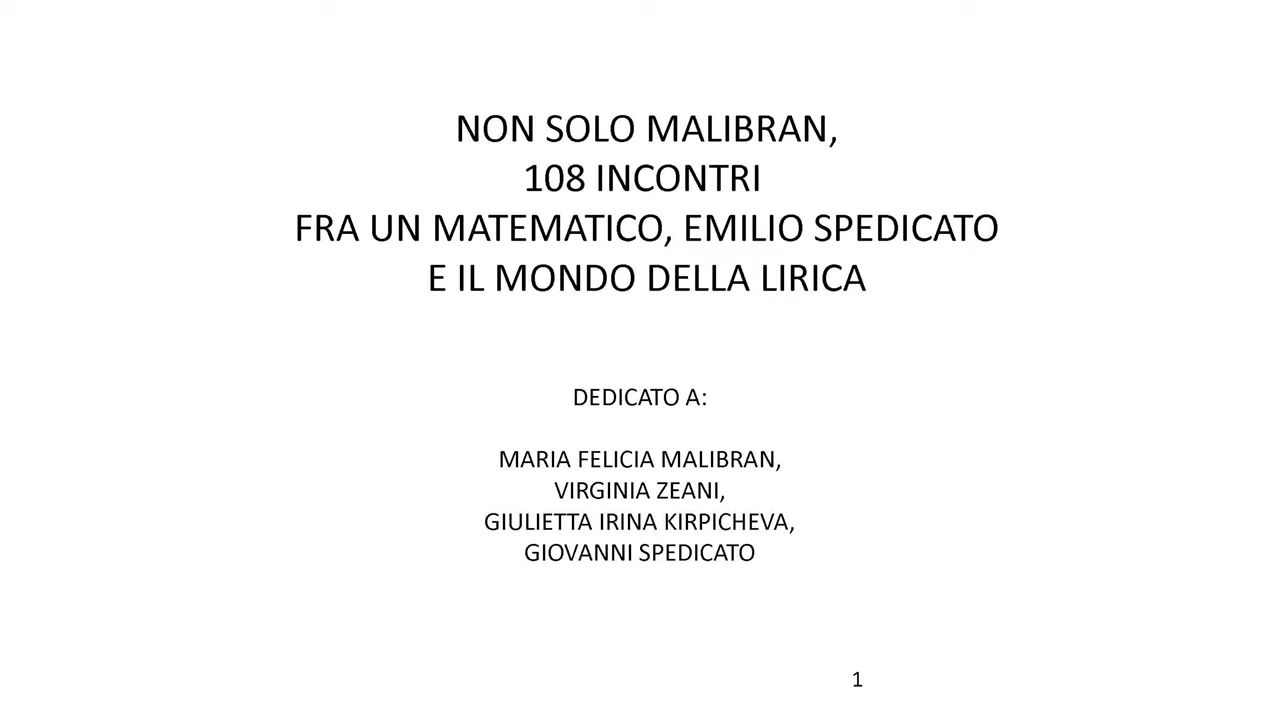 NON SOLO MALIBRAN,
108 INCONTRI
FRA UN MATEMATICO, EMILIO SPEDICATO
E IL MONDO DELLA LIRICA
DEDICATO A:
MARIA FELICIA MALIBRAN,
VIRGINIA ZEANI,
GIULIETTA IRINA KIRPICHEVA,
GIOVANNI SPEDICATO
1